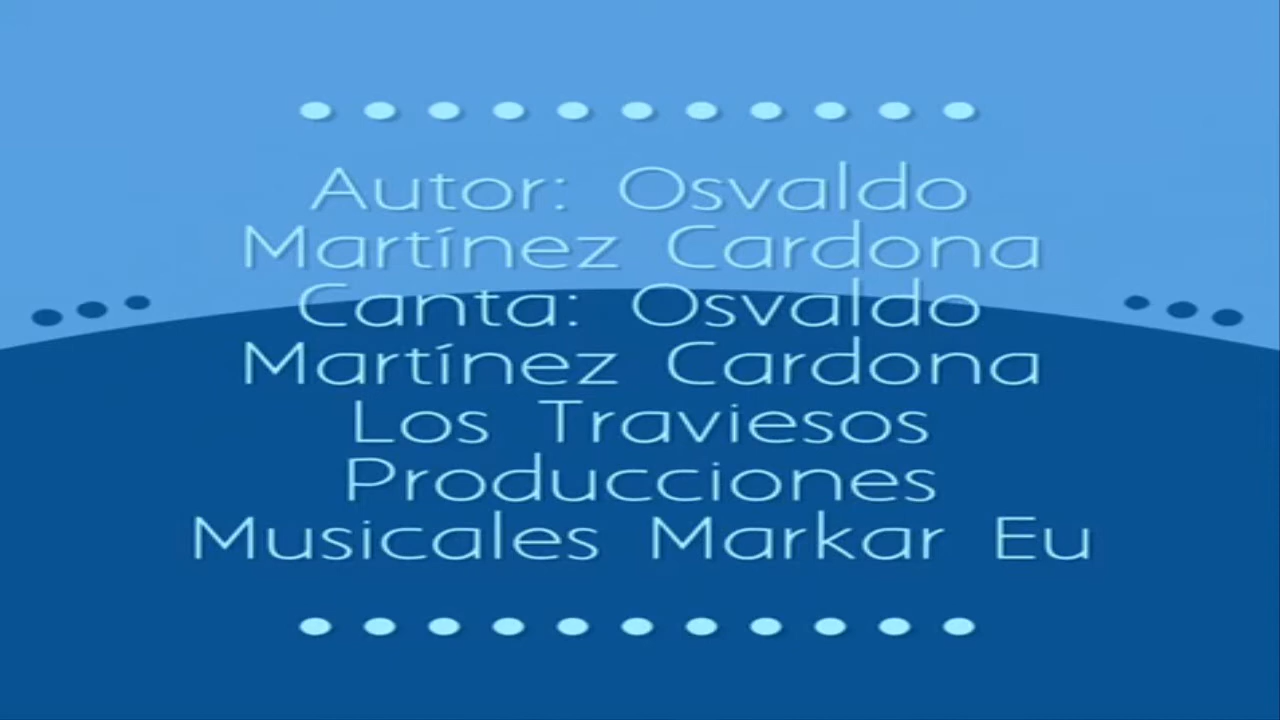 Autor: Osvaldo
Martínez Cardona
Canta: Osvaldo
Martínez Cardona
Los Traviesos
Producciones
Musicales Markar Eu